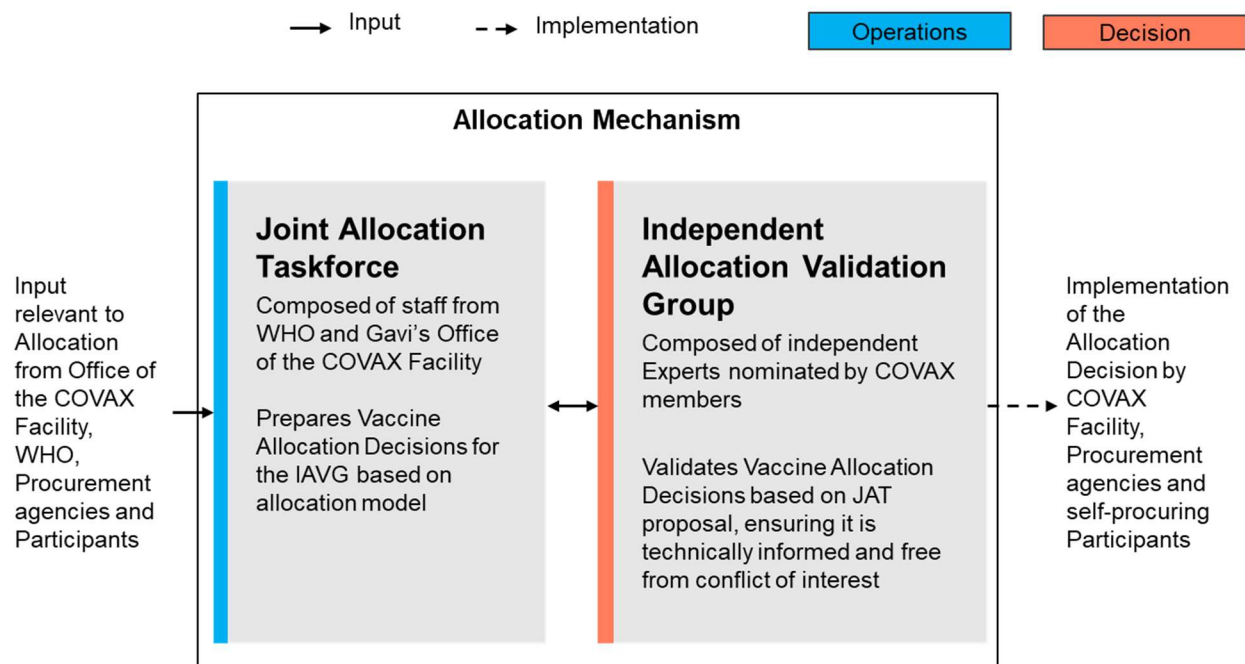 Input
Implementation
Operations
Decision
Allocation Mechanism
Input
relevant to
Allocation
from Office of
the COVAX
Facility,
WHO,
Procurement
agencies and
Participants
Joint Allocation
Taskforce
Composed of staff from
WHO and Gavi’s Office
of the COVAX Facility
Prepares Vaccine
Allocation Decisions for
the IAVG based on
allocation model
Independent
Allocation Validation
Group
Composed of independent
Experts nominated by COVAX
members
Validates Vaccine Allocation
Decisions based on JAT
proposal, ensuring it is
technically informed and free
from conflict of interest
Implementation
of the
Allocation
Decision by
COVAX
Facility,
Procurement
agencies and
self-procuring
Participants